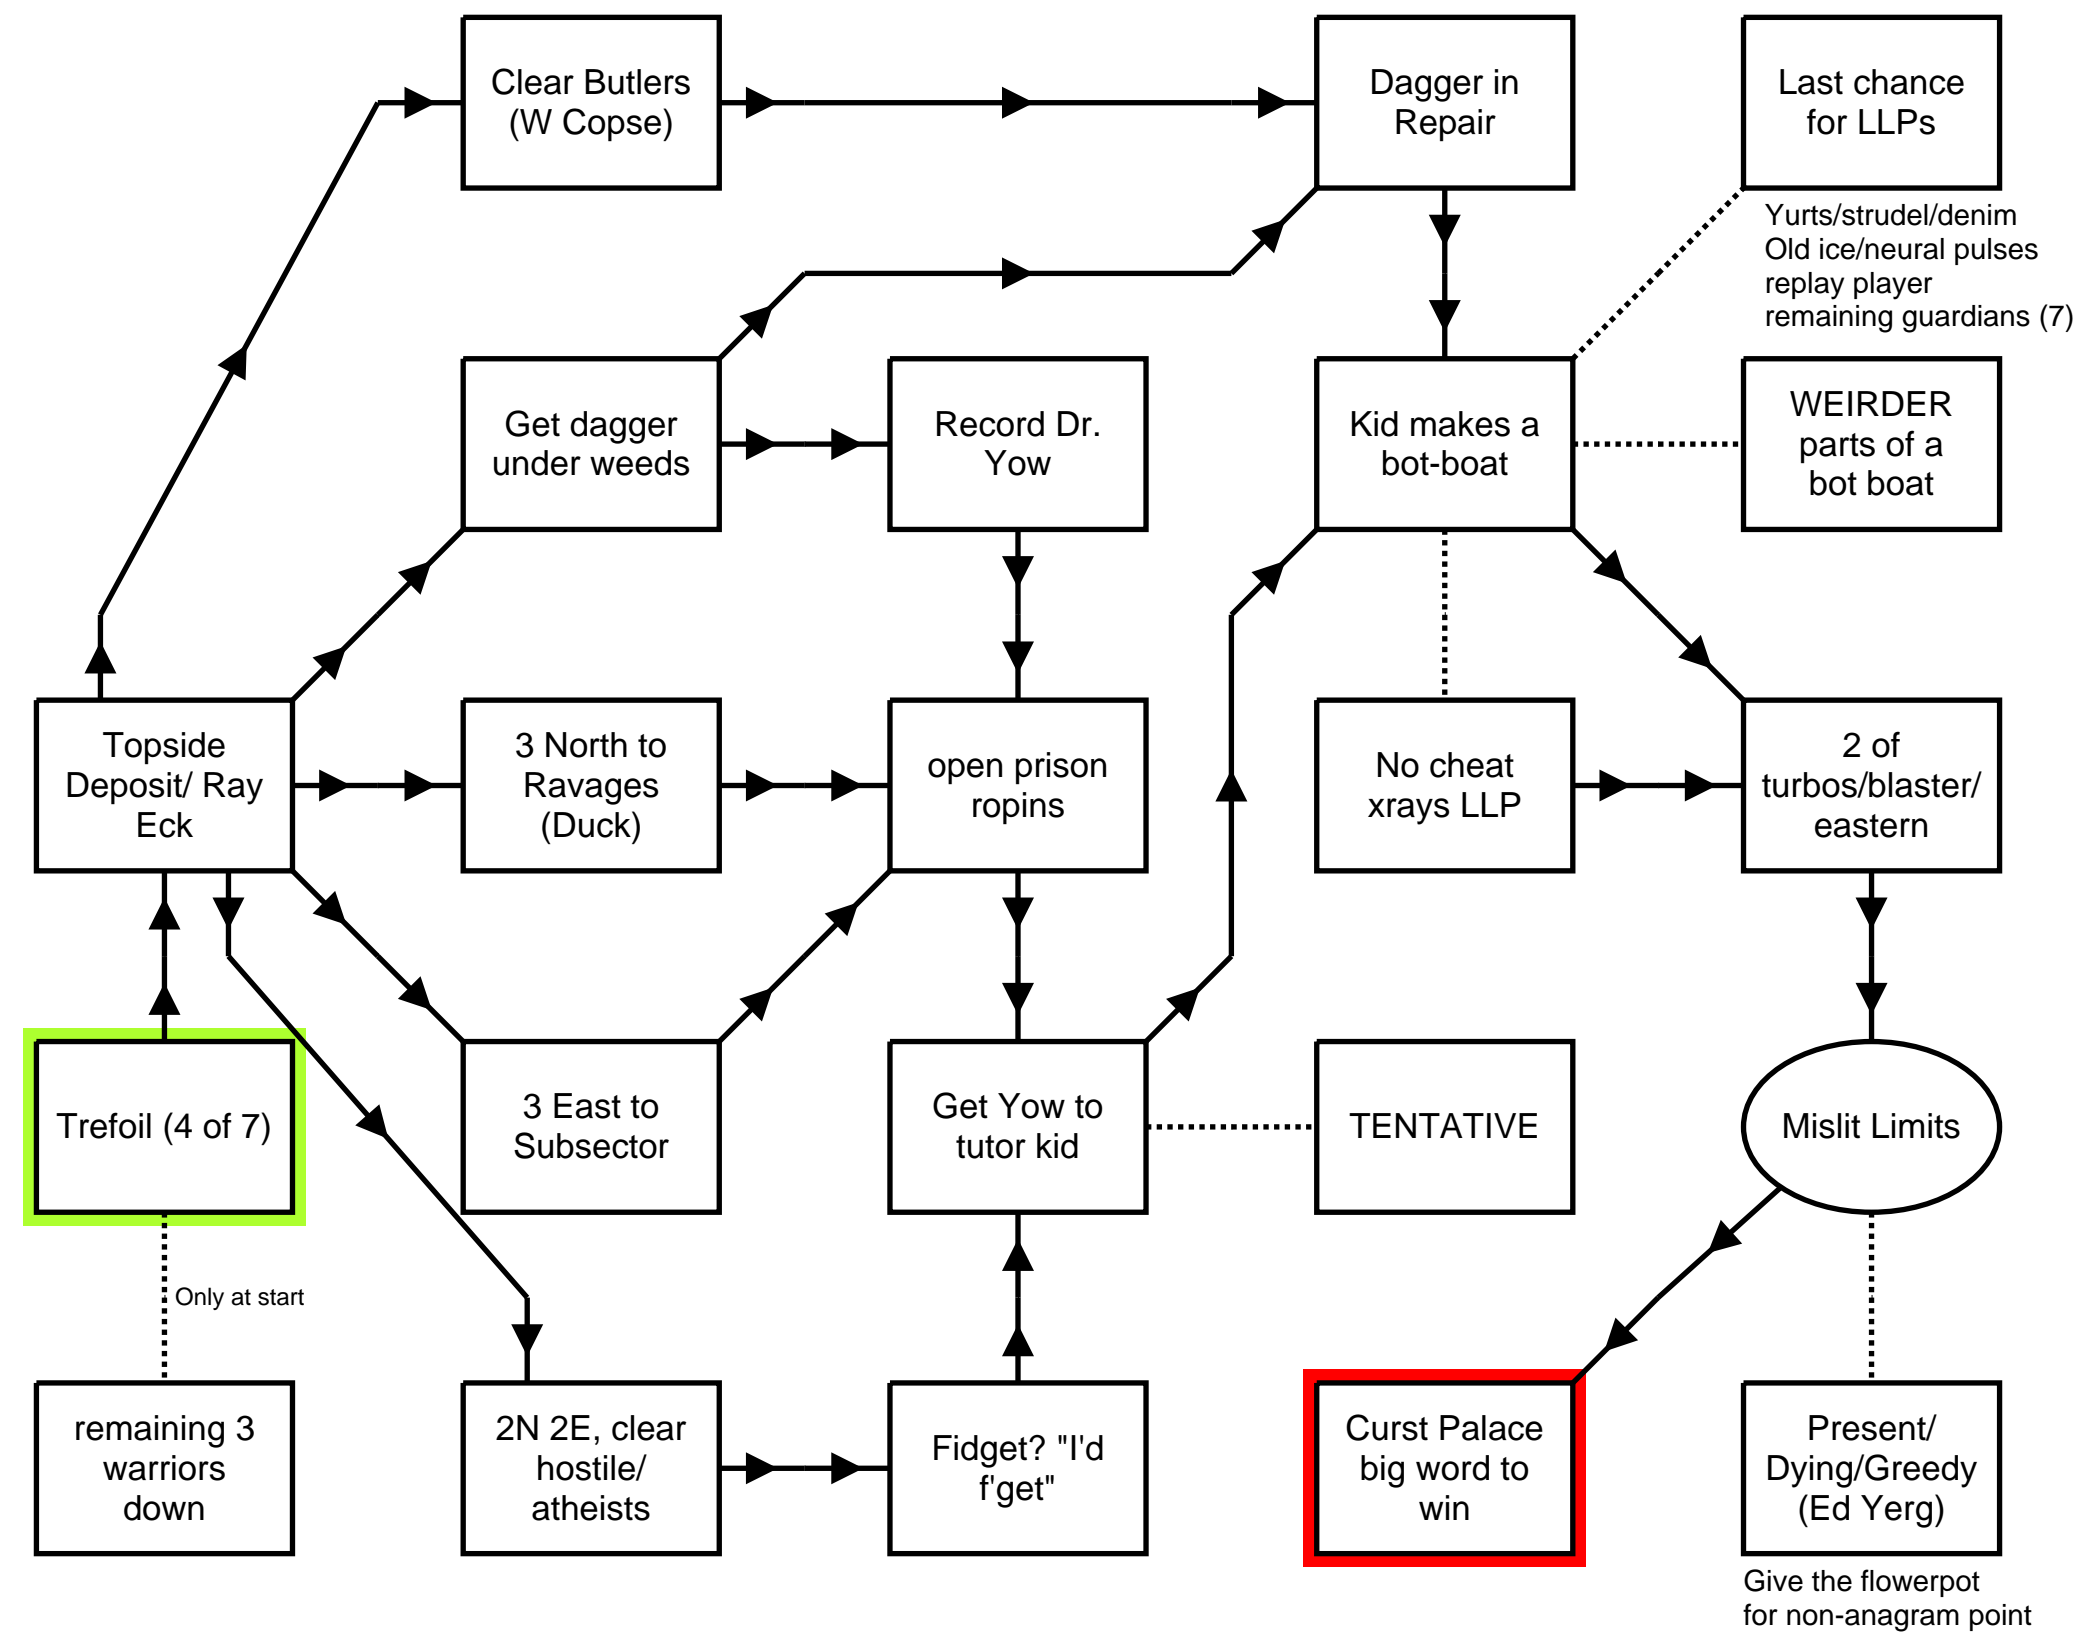 Clear Butlers
(W Copse)
Dagger in
Repair
Last chance
for LLPs
Yurts/strudel/denim
Old ice/neural pulses
replay player
remaining guardians (7)
Get dagger
under weeds
Record Dr.
Yow
Kid makes a
bot-boat
WEIRDER
parts of a
bot boat
Topside
Deposit/ Ray
Eck
3 North to
Ravages
(Duck)
open prison
ropins
No cheat
xrays LLP
2 of
turbos/blaster/
eastern
Trefoil (4 of 7)
3 East to
Subsector
Get Yow to
tutor kid
TENTATIVE
Mislit Limits
Only at start
remaining 3
warriors
down
2N 2E, clear
hostile/
atheists
Fidget? "I'd
f'get"
Curst Palace
big word to
win
Present/
Dying/Greedy
(Ed Yerg)
Give the flowerpot
for non-anagram point